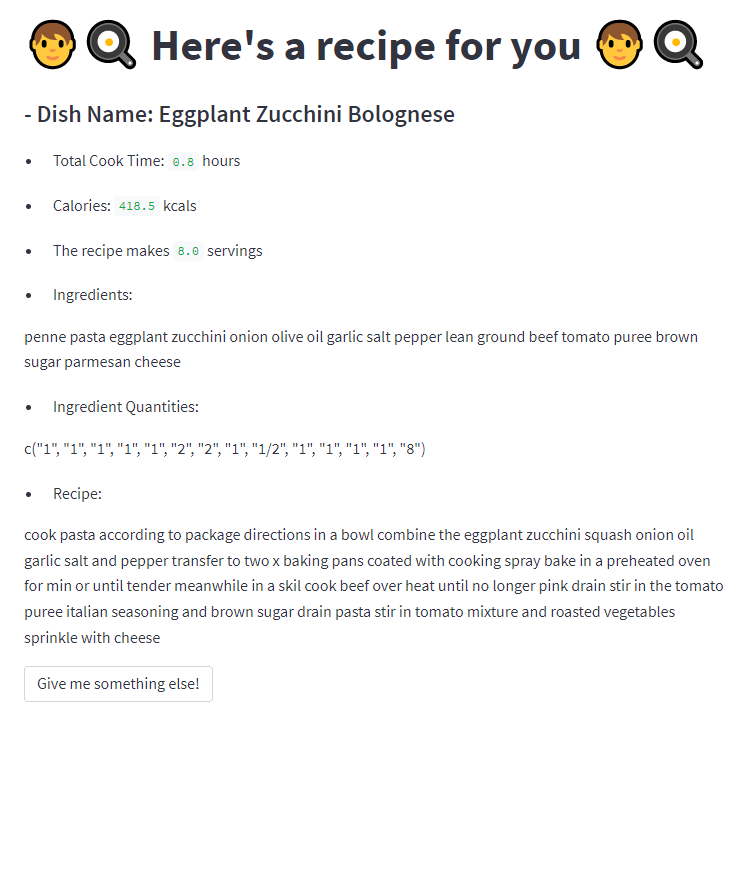 Here's a recipe for you
- Dish Name: Eggplant Zucchini Bolognese
• Total Cook Time: 0.8 hours
• Calories: 418.5 kcals
• The recipe makes 8.0 servings
• Ingredients:
penne pasta eggplant zucchini onion olive oil garlic salt pepper lean ground beef tomato puree brown
sugar parmesan cheese
• Ingredient Quantities:
c("1", "1", "1", "1", "1", "2", "2", "1", "1/2", "1", "1", "1", "1", "8")
• Recipe:
cook pasta according to package directions in a bowl combine the eggplant zucchini squash onion oil
garlic salt and pepper transfer to two x baking pans coated with cooking spray bake in a preheated oven
for min or until tender meanwhile in a skil cook beef over heat until no longer pink drain stir in the tomato
puree italian seasoning and brown sugar drain pasta stir in tomato mixture and roasted vegetables
sprinkle with cheese
Give me something else!